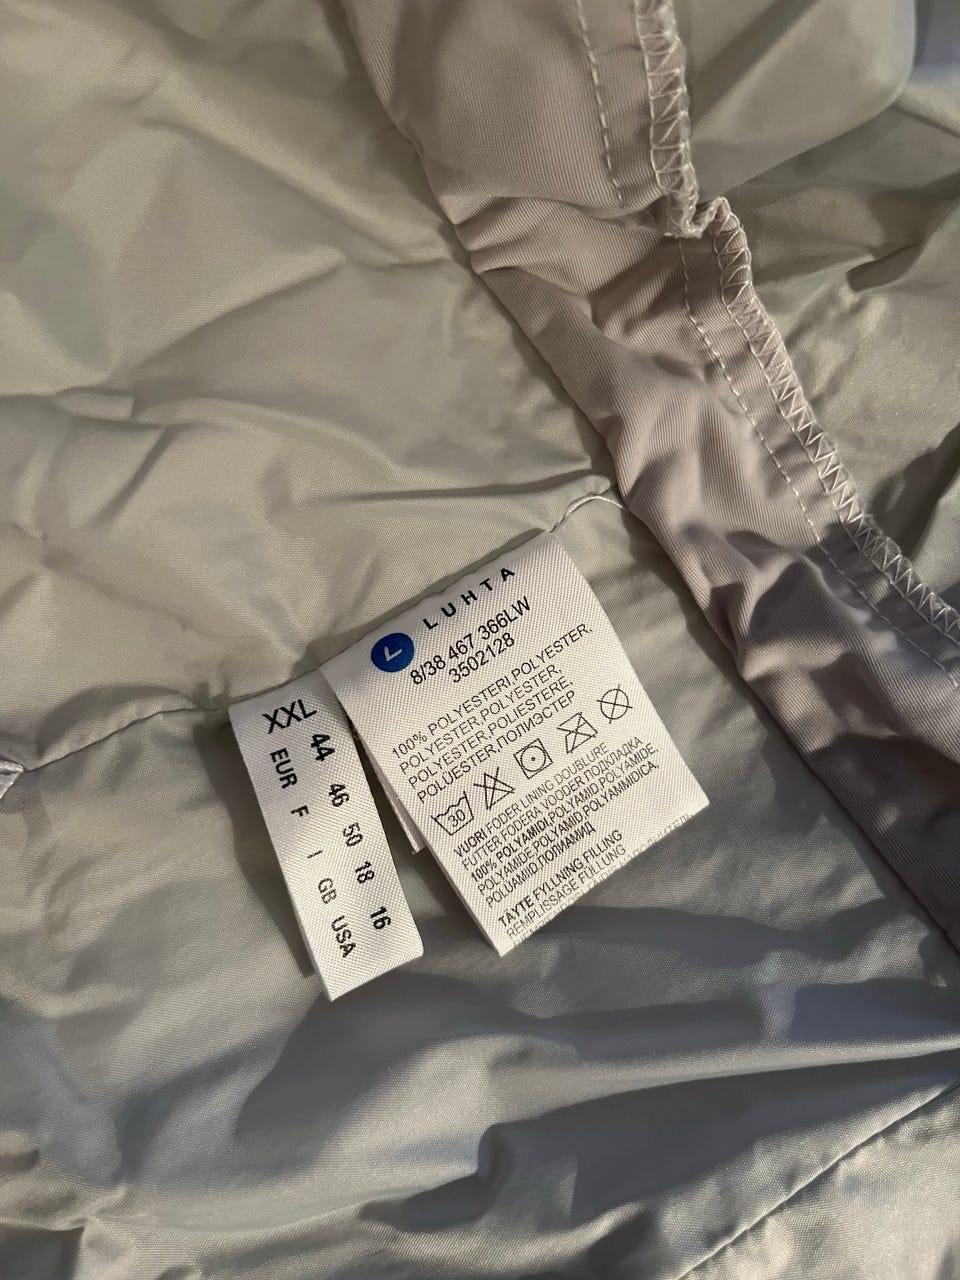 L LUHTA
8/38 467 366LW
3502128
100% POLYESTERI,POLYESTER,
POLYESTER,POLYESTER,
POLYESTER,POLIESTERE,
POLÜESTER,ПОЛИЭСТЕР
30
VUORI FODER LINING DOUBLURE
FUTTER FODERA VOODER ПОДКЛАДКА
100% POLYAMIDI,POLYAMID,POLYAMIDE,
POLYAMIDE,POLYAMID,POLYAMMIDICA,
POLÜAMIID,ПОЛИАМИД
TÄYTE FYLLNING FILLING
REMPLISSAGE FÜLLUNG
XXL
44 46 50 18 16
EUR F I GB USA